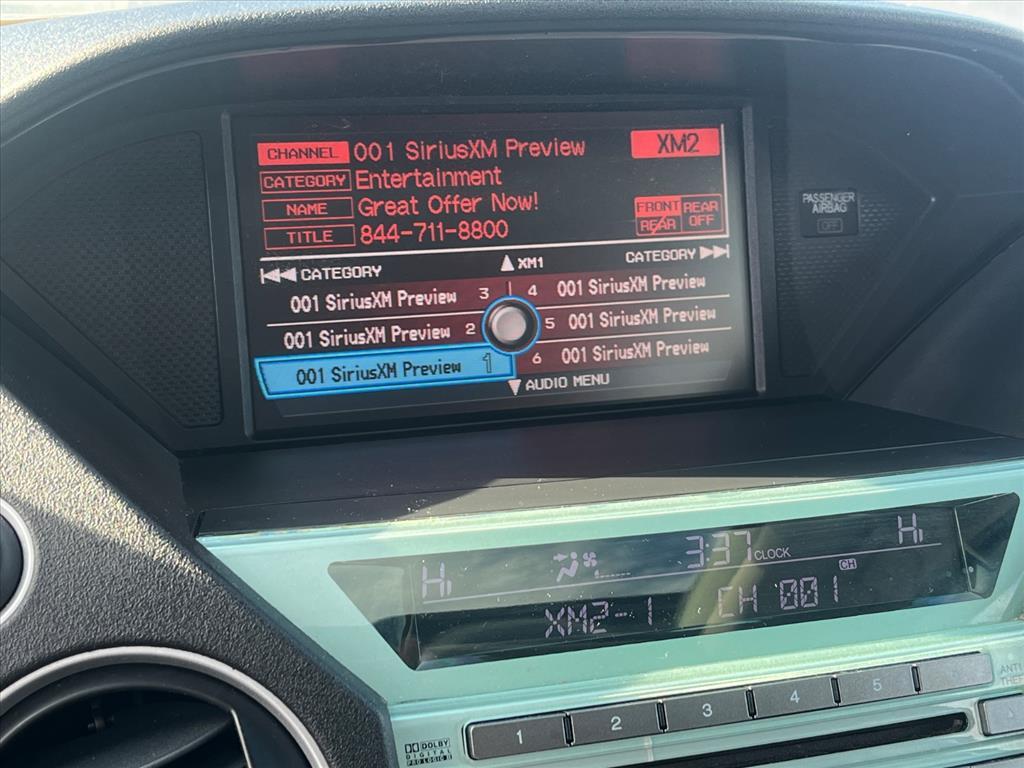 CHANNEL 001 SiriusXM Preview XM2
CATEGORY Entertainment
NAME Great Offer Now! FRONT REAR
TITLE 844-711-8800 REAR OFF
PASSENGER
AIRBAG
OFF
CATEGORY XM1 CATEGORY
001 SiriusXM Preview 3 4 001 SiriusXM Preview
001 SiriusXM Preview 2 5 001 SiriusXM Preview
001 SiriusXM Preview 1 6 001 SiriusXM Preview
AUDIO MENU
Hi 3:37 CLOCK Hi
XM2-1 CH 001 CH
1 2 3 4 5
ANTI
DOLBY
DIGITAL
PRO LOGIC II